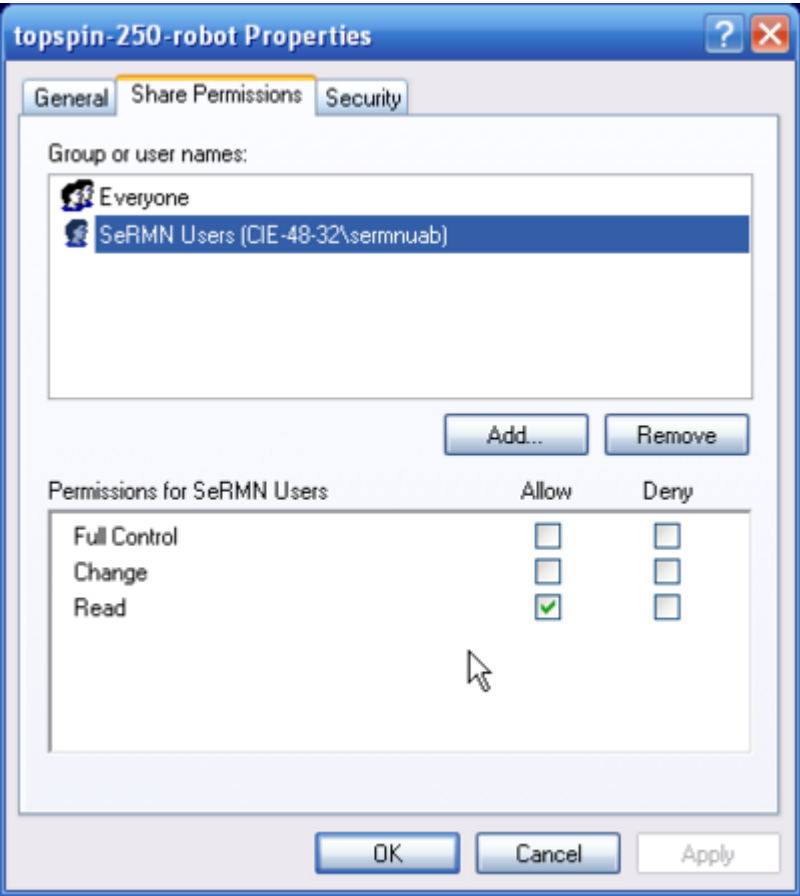 topspin-250-robot Properties
General Share Permissions Security
Group or user names:
Everyone
SeRMN Users (CIE-48-32\sermnuab)
Add... Remove
Permissions for SeRMN Users Allow Deny
Full Control
Change
Read
OK Cancel Apply